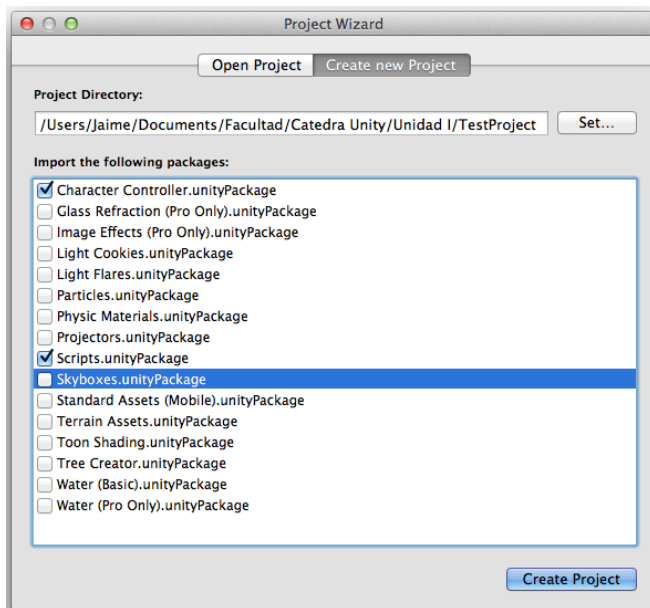 Project Wizard
Open Project Create new Project
Project Directory:
/Users/Jaime/Documents/Facultad/Catedra Unity/Unidad I/TestProject Set...
Import the following packages:
Character Controller.unityPackage
Glass Refraction (Pro Only).unityPackage
Image Effects (Pro Only).unityPackage
Light Cookies.unityPackage
Light Flares.unityPackage
Particles.unityPackage
Physic Materials.unityPackage
Projectors.unityPackage
Scripts.unityPackage
Skyboxes.unityPackage
Standard Assets (Mobile).unityPackage
Terrain Assets.unityPackage
Toon Shading.unityPackage
Tree Creator.unityPackage
Water (Basic).unityPackage
Water (Pro Only).unityPackage
Create Project